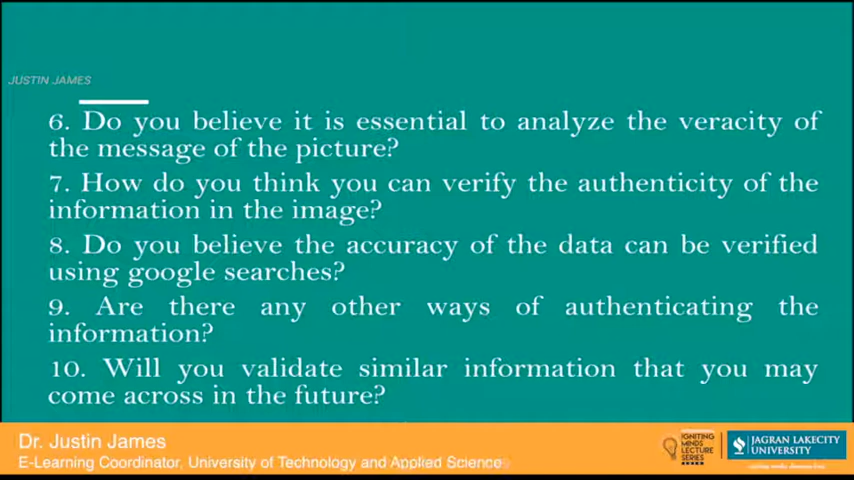 JUSTIN JAMES
6. Do you believe it is essential to analyze the veracity of
the message of the picture?
7. How do you think you can verify the authenticity of the
information in the image?
8. Do you believe the accuracy of the data can be verified
using google searches?
9. Are there any other ways of authenticating the
information?
10. Will you validate similar information that you may
come across in the future?
Dr. Justin James
E-Learning Coordinator, University of Technology and Applied Science
IGNITING
MINDS
LECTURE
SERIES
JAGRAN LAKECITY
UNIVERSITY